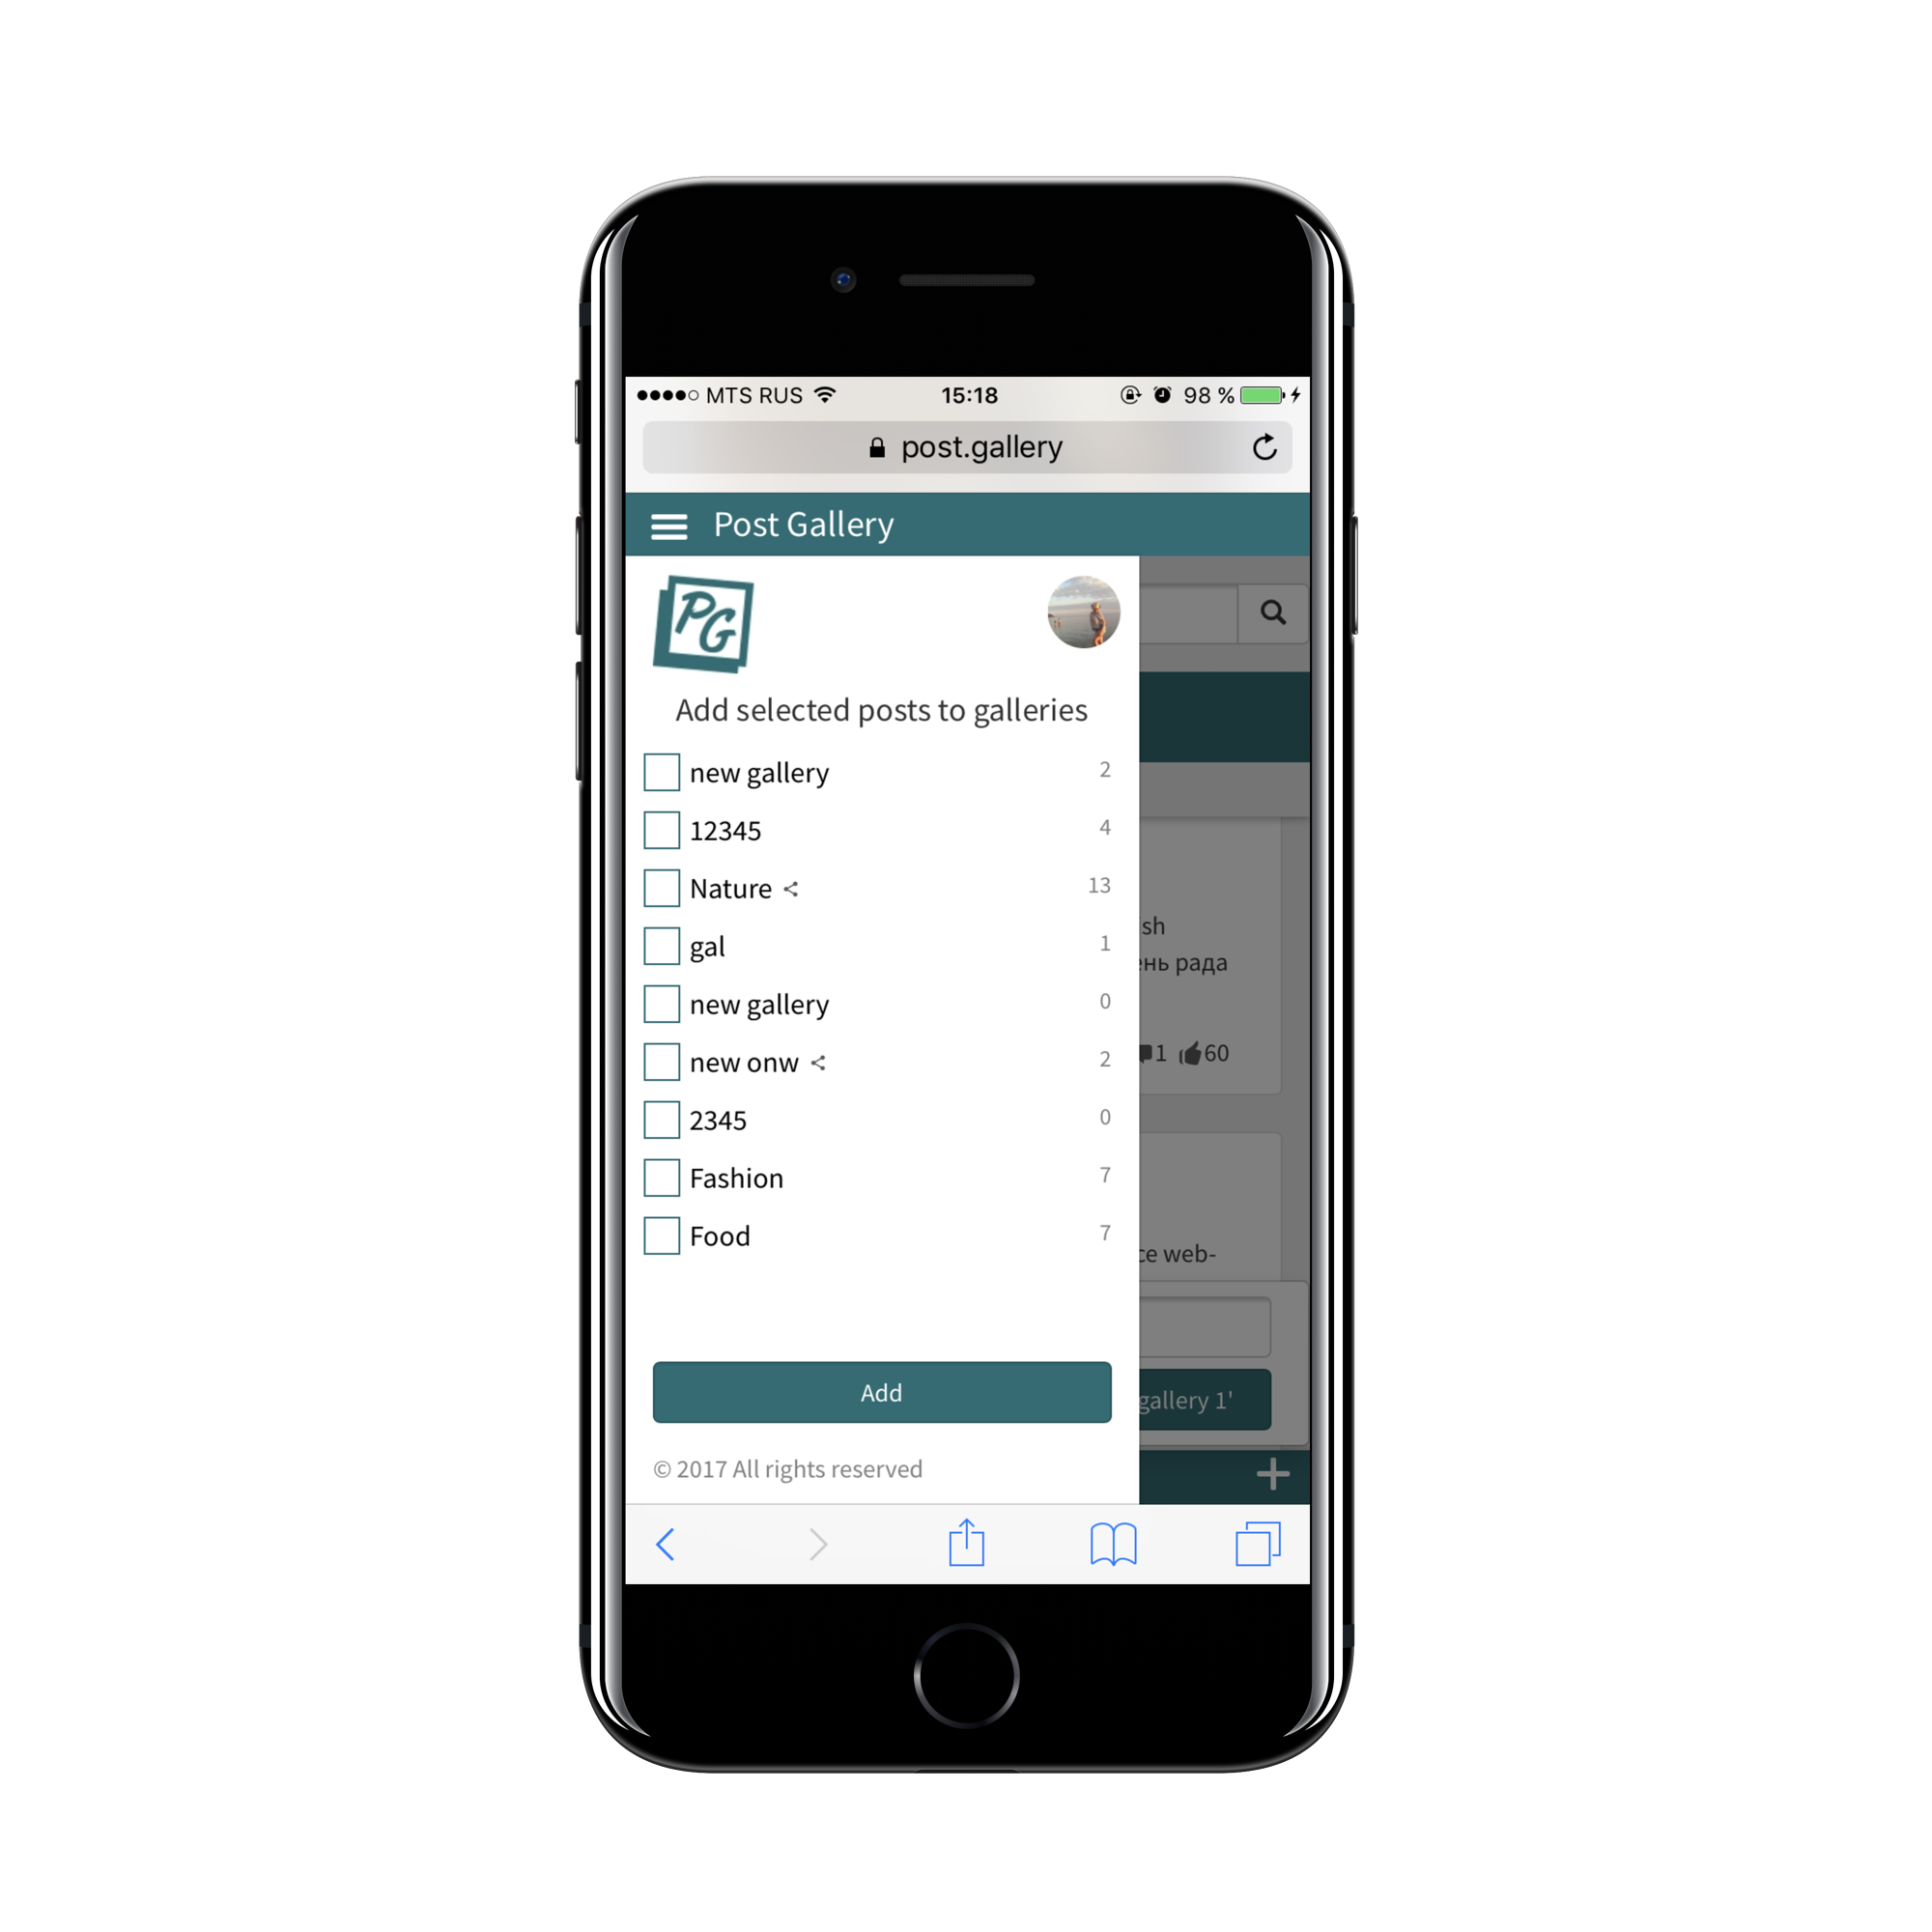 MTS RUS 15:18 98 %
post.gallery
Post Gallery
PG
Add selected posts to galleries
new gallery 2
12345 4
Nature 13
gal 1
new gallery 0
new onw 2
2345 0
Fashion 7
Food 7
Add
© 2017 All rights reserved
sh
рада
1 60
web-
gallery 1'